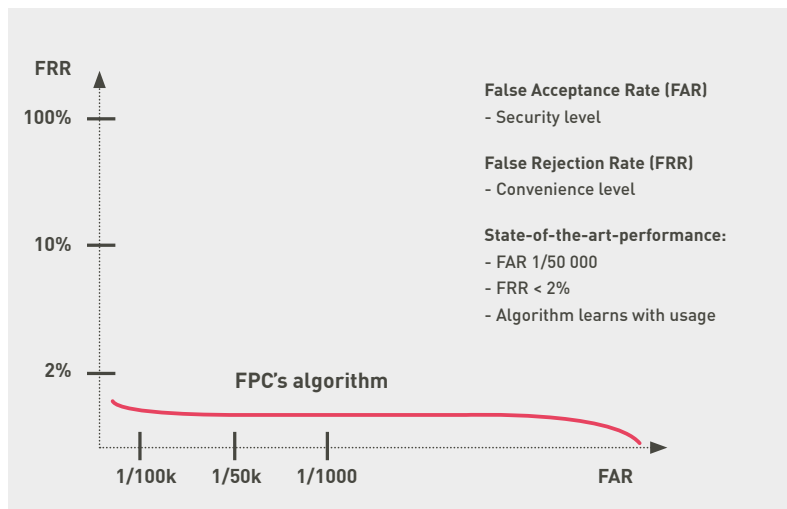 FRR
100%
10%
2%
False Acceptance Rate (FAR)
- Security level
False Rejection Rate (FRR)
- Convenience level
State-of-the-art-performance:
- FAR 1/50 000
- FRR < 2%
- Algorithm learns with usage
FPC’s algorithm
1/100k 1/50k 1/1000 FAR